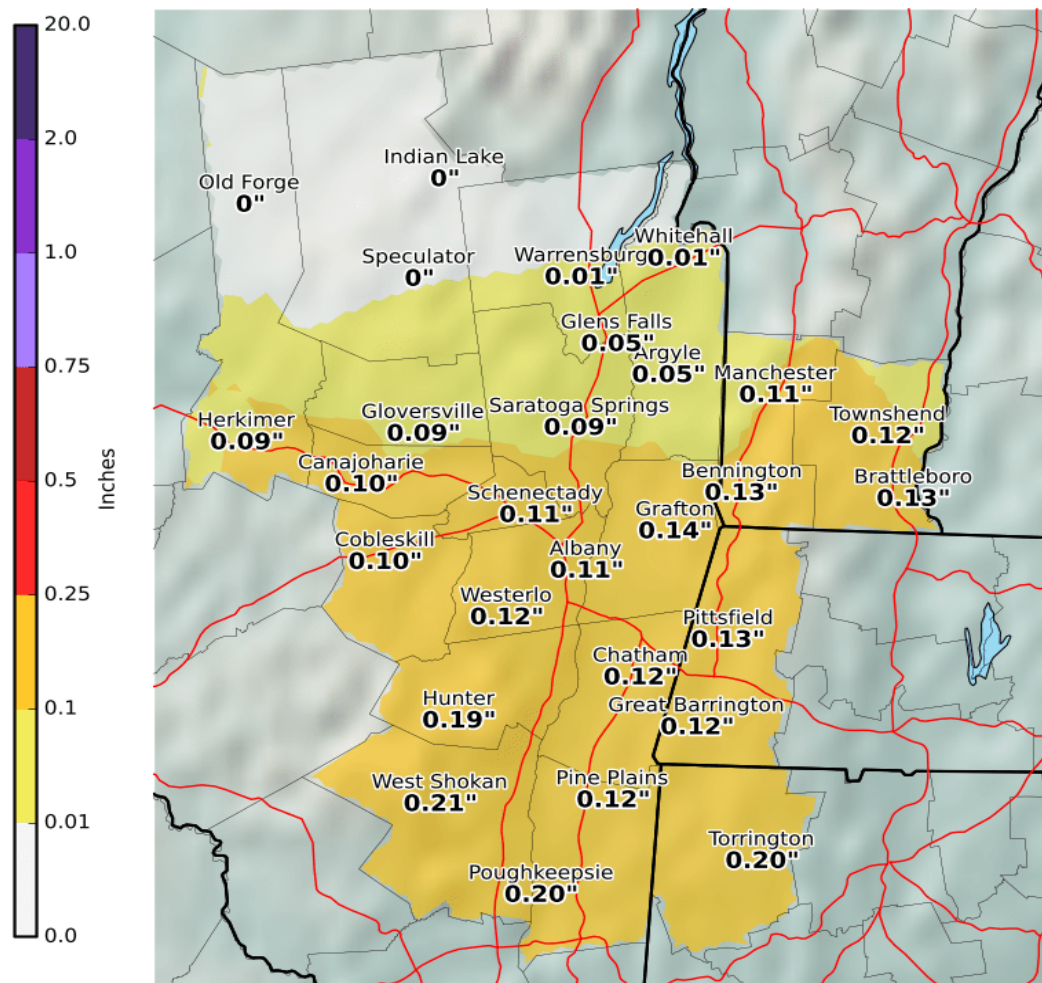 20.0
2.0
1.0
0.75
0.5
0.25
0.1
0.01
0.0
Inches
Indian Lake
0"
Old Forge
0"
Whitehall
0.01"
Warrensburg
0.01"
Speculator
0"
Glens Falls
0.05"
Argyle
0.05"
Manchester
0.11"
Saratoga Springs
0.09"
Gloversville
0.09"
Townshend
0.12"
Herkimer
0.09"
Canajoharie
0.10"
Bennington
0.13"
Brattleboro
0.13"
Schenectady
0.11"
Grafton
0.14"
Cobleskill
0.10"
Albany
0.11"
Westerlo
0.12"
Pittsfield
0.13"
Chatham
0.12"
Hunter
0.19"
Great Barrington
0.12"
West Shokan
0.21"
Pine Plains
0.12"
Torrington
0.20"
Poughkeepsie
0.20"